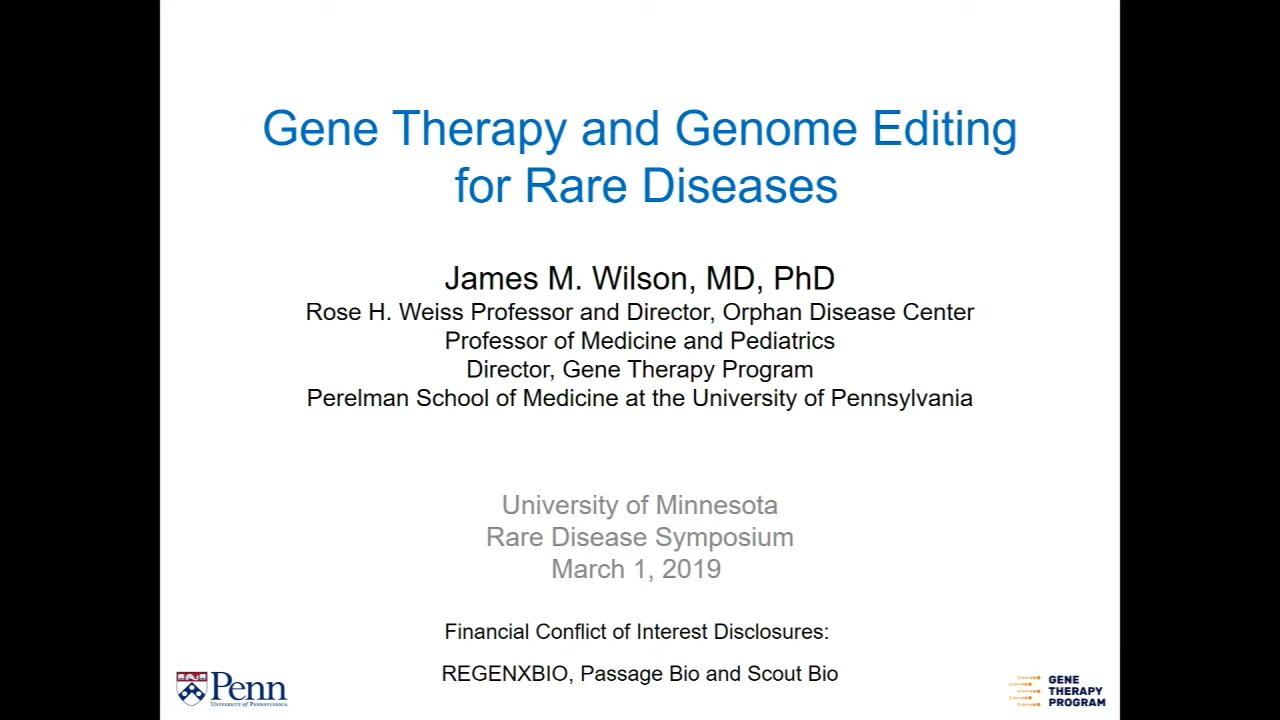 Gene Therapy and Genome Editing
for Rare Diseases
James M. Wilson, MD, PhD
Rose H. Weiss Professor and Director, Orphan Disease Center
Professor of Medicine and Pediatrics
Director, Gene Therapy Program
Perelman School of Medicine at the University of Pennsylvania
University of Minnesota
Rare Disease Symposium
March 1, 2019
Financial Conflict of Interest Disclosures:
REGENXBIO, Passage Bio and Scout Bio
Penn
UNIVERSITY OF PENNSYLVANIA
GENE
THERAPY
PROGRAM